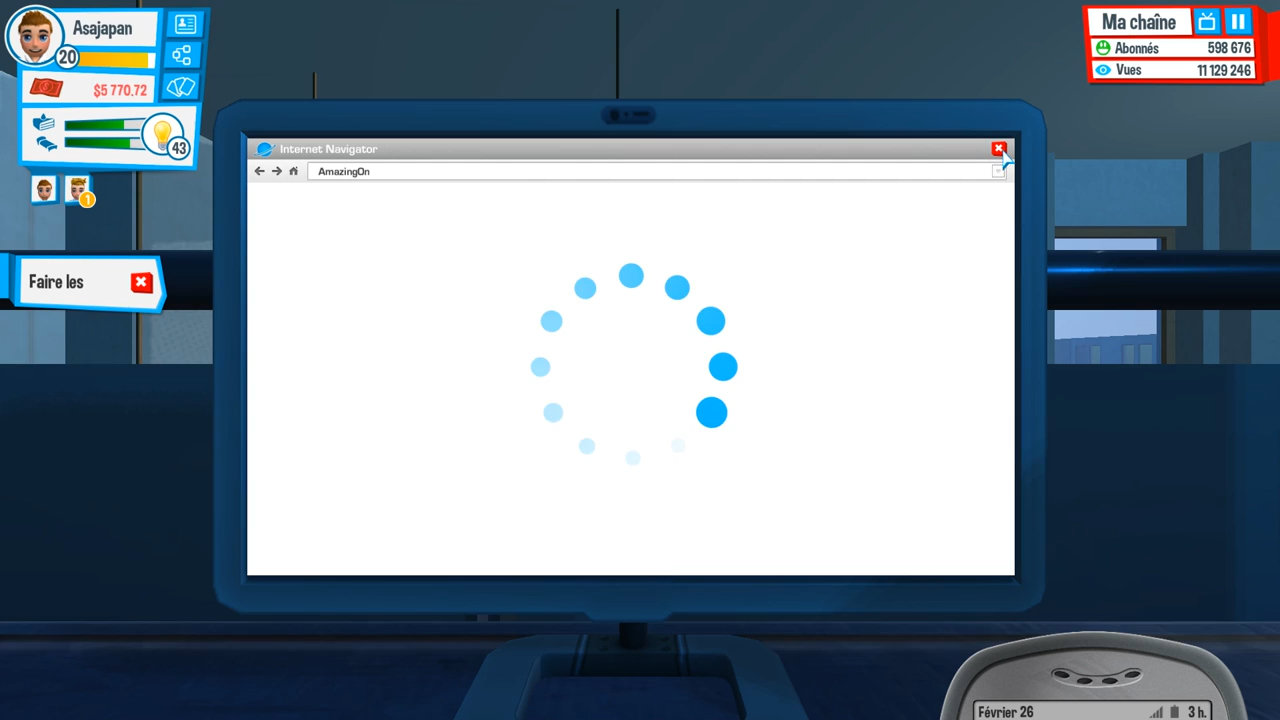 Asajapan
20
$5 770.72
43
1
Faire les
Ma chaîne
Abonnés 598 676
Vues 11 129 246
Internet Navigator
AmazingOn
Février 26 3 h.